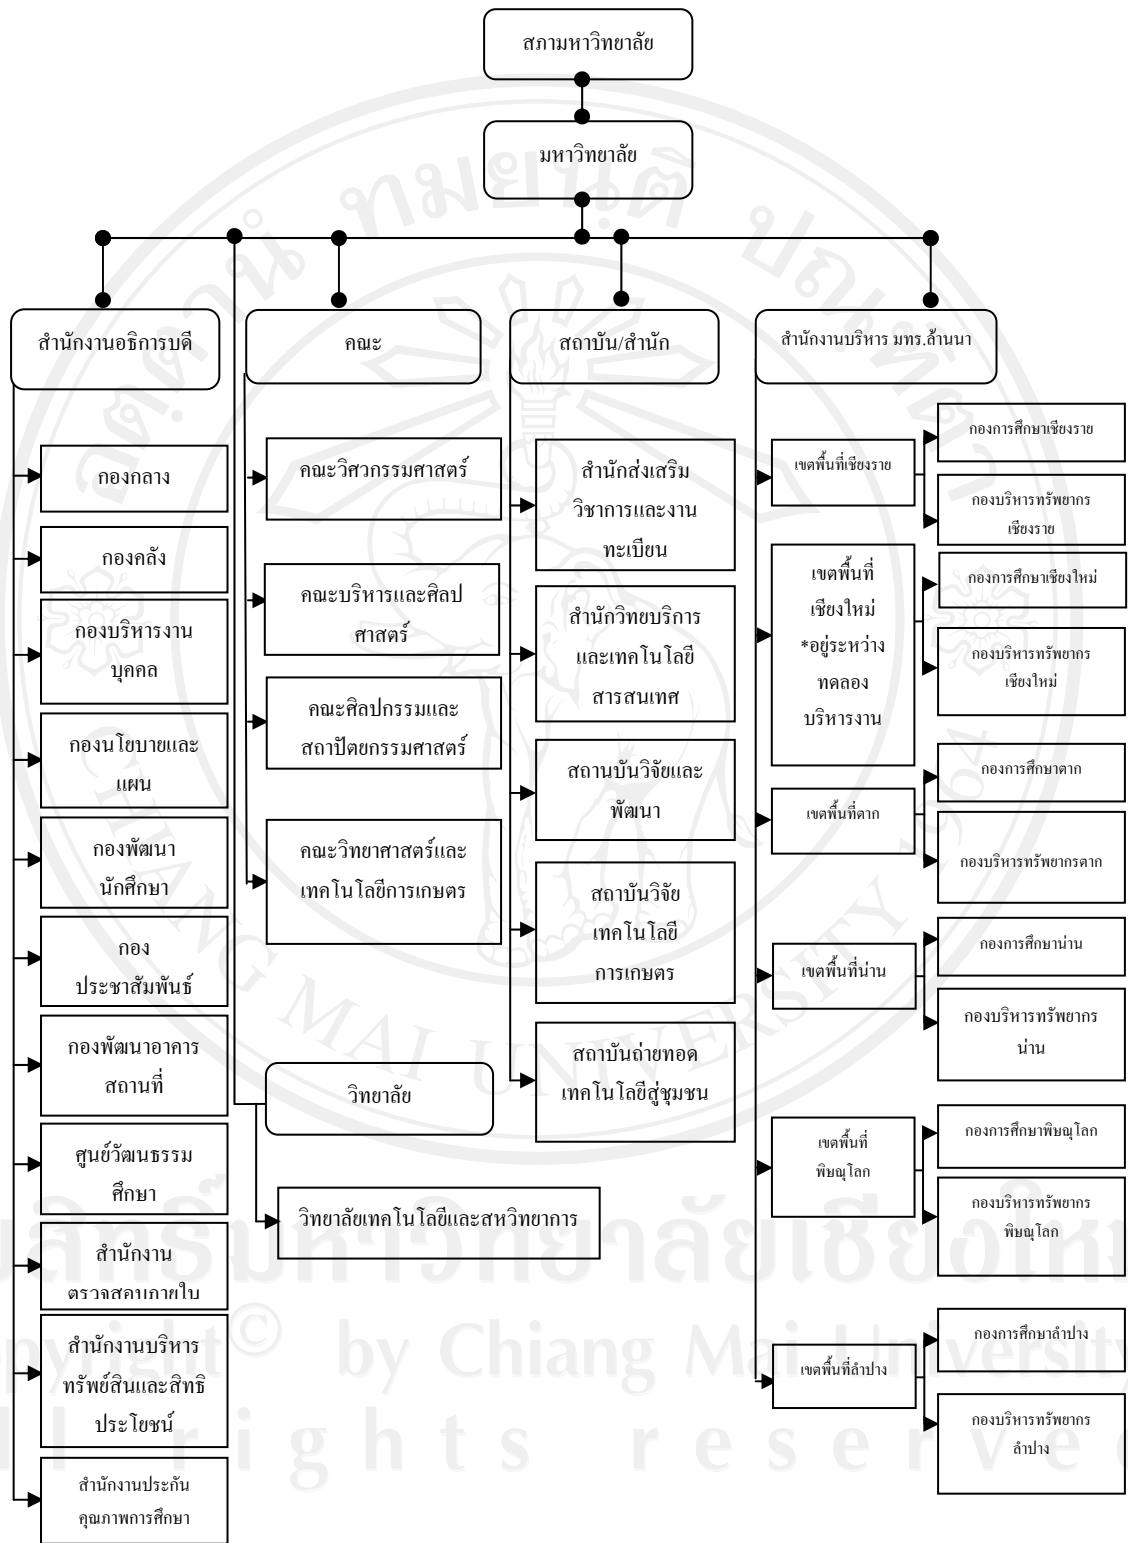 สภามหาวิทยาลัย
มหาวิทยาลัย
สำนักงานอธิการบดี
กองกลาง
กองคลัง
กองบริหารงาน
บุคคล
กองนโยบายและ
แผน
กองพัฒนา
นักศึกษา
กอง
ประชาสัมพันธ์
กองพัฒนาอาคาร
สถานที่
ศูนย์วัฒนธรรม
ศึกษา
สำนักงาน
ตรวจสอบภายใน
สำนักงานบริหาร
ทรัพย์สินและสิทธิ
ประโยชน์
สำนักงานประกัน
คุณภาพการศึกษา
คณะ
คณะวิศวกรรมศาสตร์
คณะบริหารและศิลป
ศาสตร์
คณะศิลปกรรมและ
สถาปัตยกรรมศาสตร์
คณะวิทยาศาสตร์และ
เทคโนโลยีการเกษตร
วิทยาลัย
วิทยาลัยเทคโนโลยีและสหวิทยาการ
สถาบัน/สำนัก
สำนักส่งเสริม
วิชาการและงาน
ทะเบียน
สำนักวิทยบริการ
และเทคโนโลยี
สารสนเทศ
สถานบันวิจัยและ
พัฒนา
สถาบันวิจัย
เทคโนโลยี
การเกษตร
สถาบันถ่ายทอด
เทคโนโลยีสู่ชุมชน
สำนักงานบริหาร มทร.ล้านนา
เขตพื้นที่เชียงราย
กองการศึกษาเชียงราย
กองบริหารทรัพยากร
เชียงราย
เขตพื้นที่
เชียงใหม่
*อยู่ระหว่าง
ทดลอง
บริหารงาน
กองการศึกษาเชียงใหม่
กองบริหารทรัพยากร
เชียงใหม่
เขตพื้นที่ตาก
กองการศึกษาตาก
กองบริหารทรัพยากรตาก
เขตพื้นที่น่าน
กองการศึกษาน่าน
กองบริหารทรัพยากร
น่าน
เขตพื้นที่
พิษณุโลก
กองการศึกษาพิษณุโลก
กองบริหารทรัพยากร
พิษณุโลก
เขตพื้นที่ลำปาง
กองการศึกษาลำปาง
กองบริหารทรัพยากร
ลำปาง
CHIANG MAI UNIVERSITY 1964
by Chiang Mai University
rights reserved